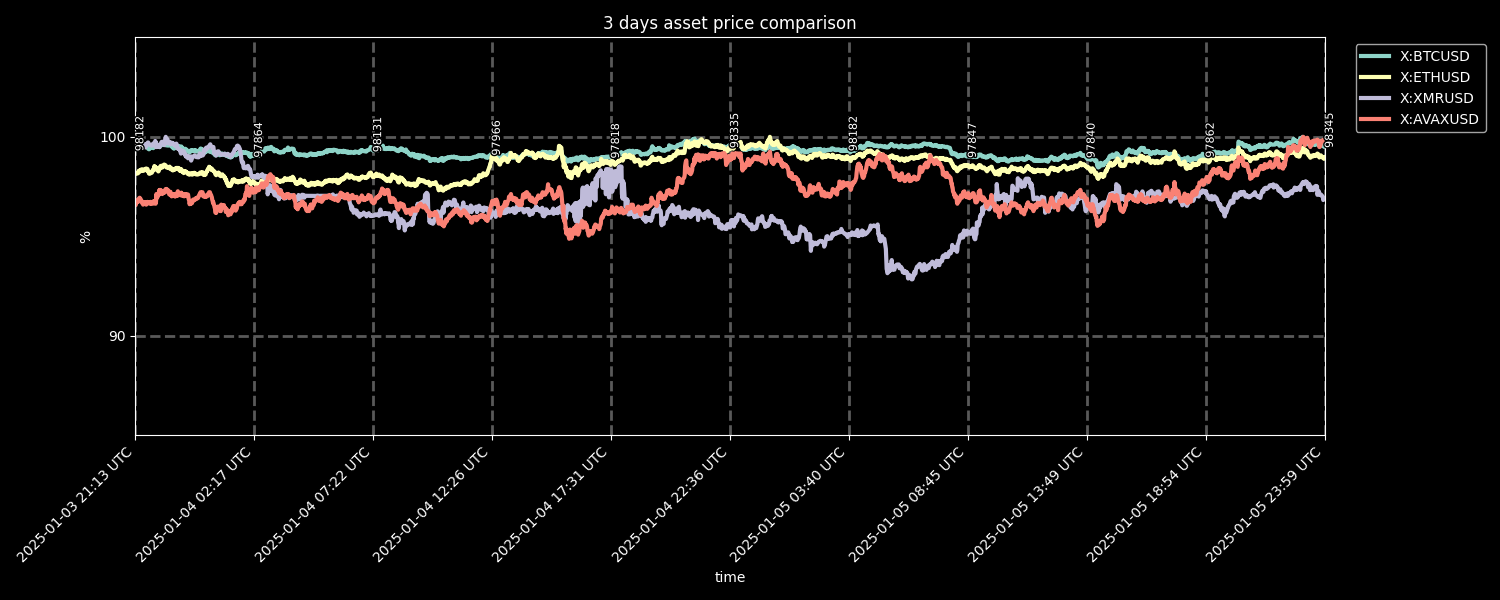 3 days asset price comparison
X:BTCUSD
X:ETHUSD
X:XMRUSD
X:AVAXUSD
%
100
90
98182
97864
98131
97966
97818
98335
98182
97847
97840
97862
98345
2025-01-03 21:13 UTC
2025-01-04 02:17 UTC
2025-01-04 07:22 UTC
2025-01-04 12:26 UTC
2025-01-04 17:31 UTC
2025-01-04 22:36 UTC
2025-01-05 03:40 UTC
2025-01-05 08:45 UTC
2025-01-05 13:49 UTC
2025-01-05 18:54 UTC
2025-01-05 23:59 UTC
time